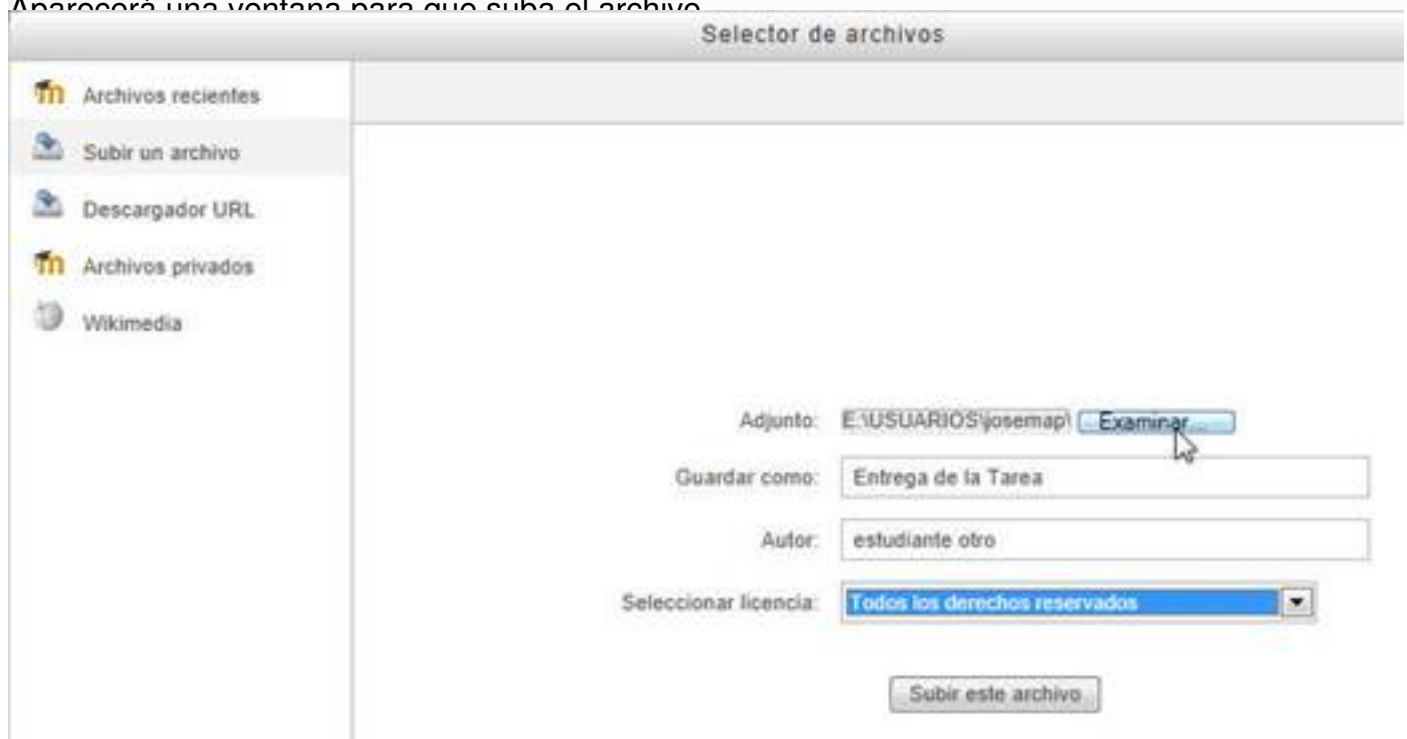 Aparecerá una ventana para que suba el archivo
Selector de archivos
Archivos recientes
Subir un archivo
Descargador URL
Archivos privados
Wikimedia
Adjunto: E:\USUARIOS\josemap\ Examinar...
Guardar como: Entrega de la Tarea
Autor: estudiante otro
Seleccionar licencia: Todos los derechos reservados
Subir este archivo